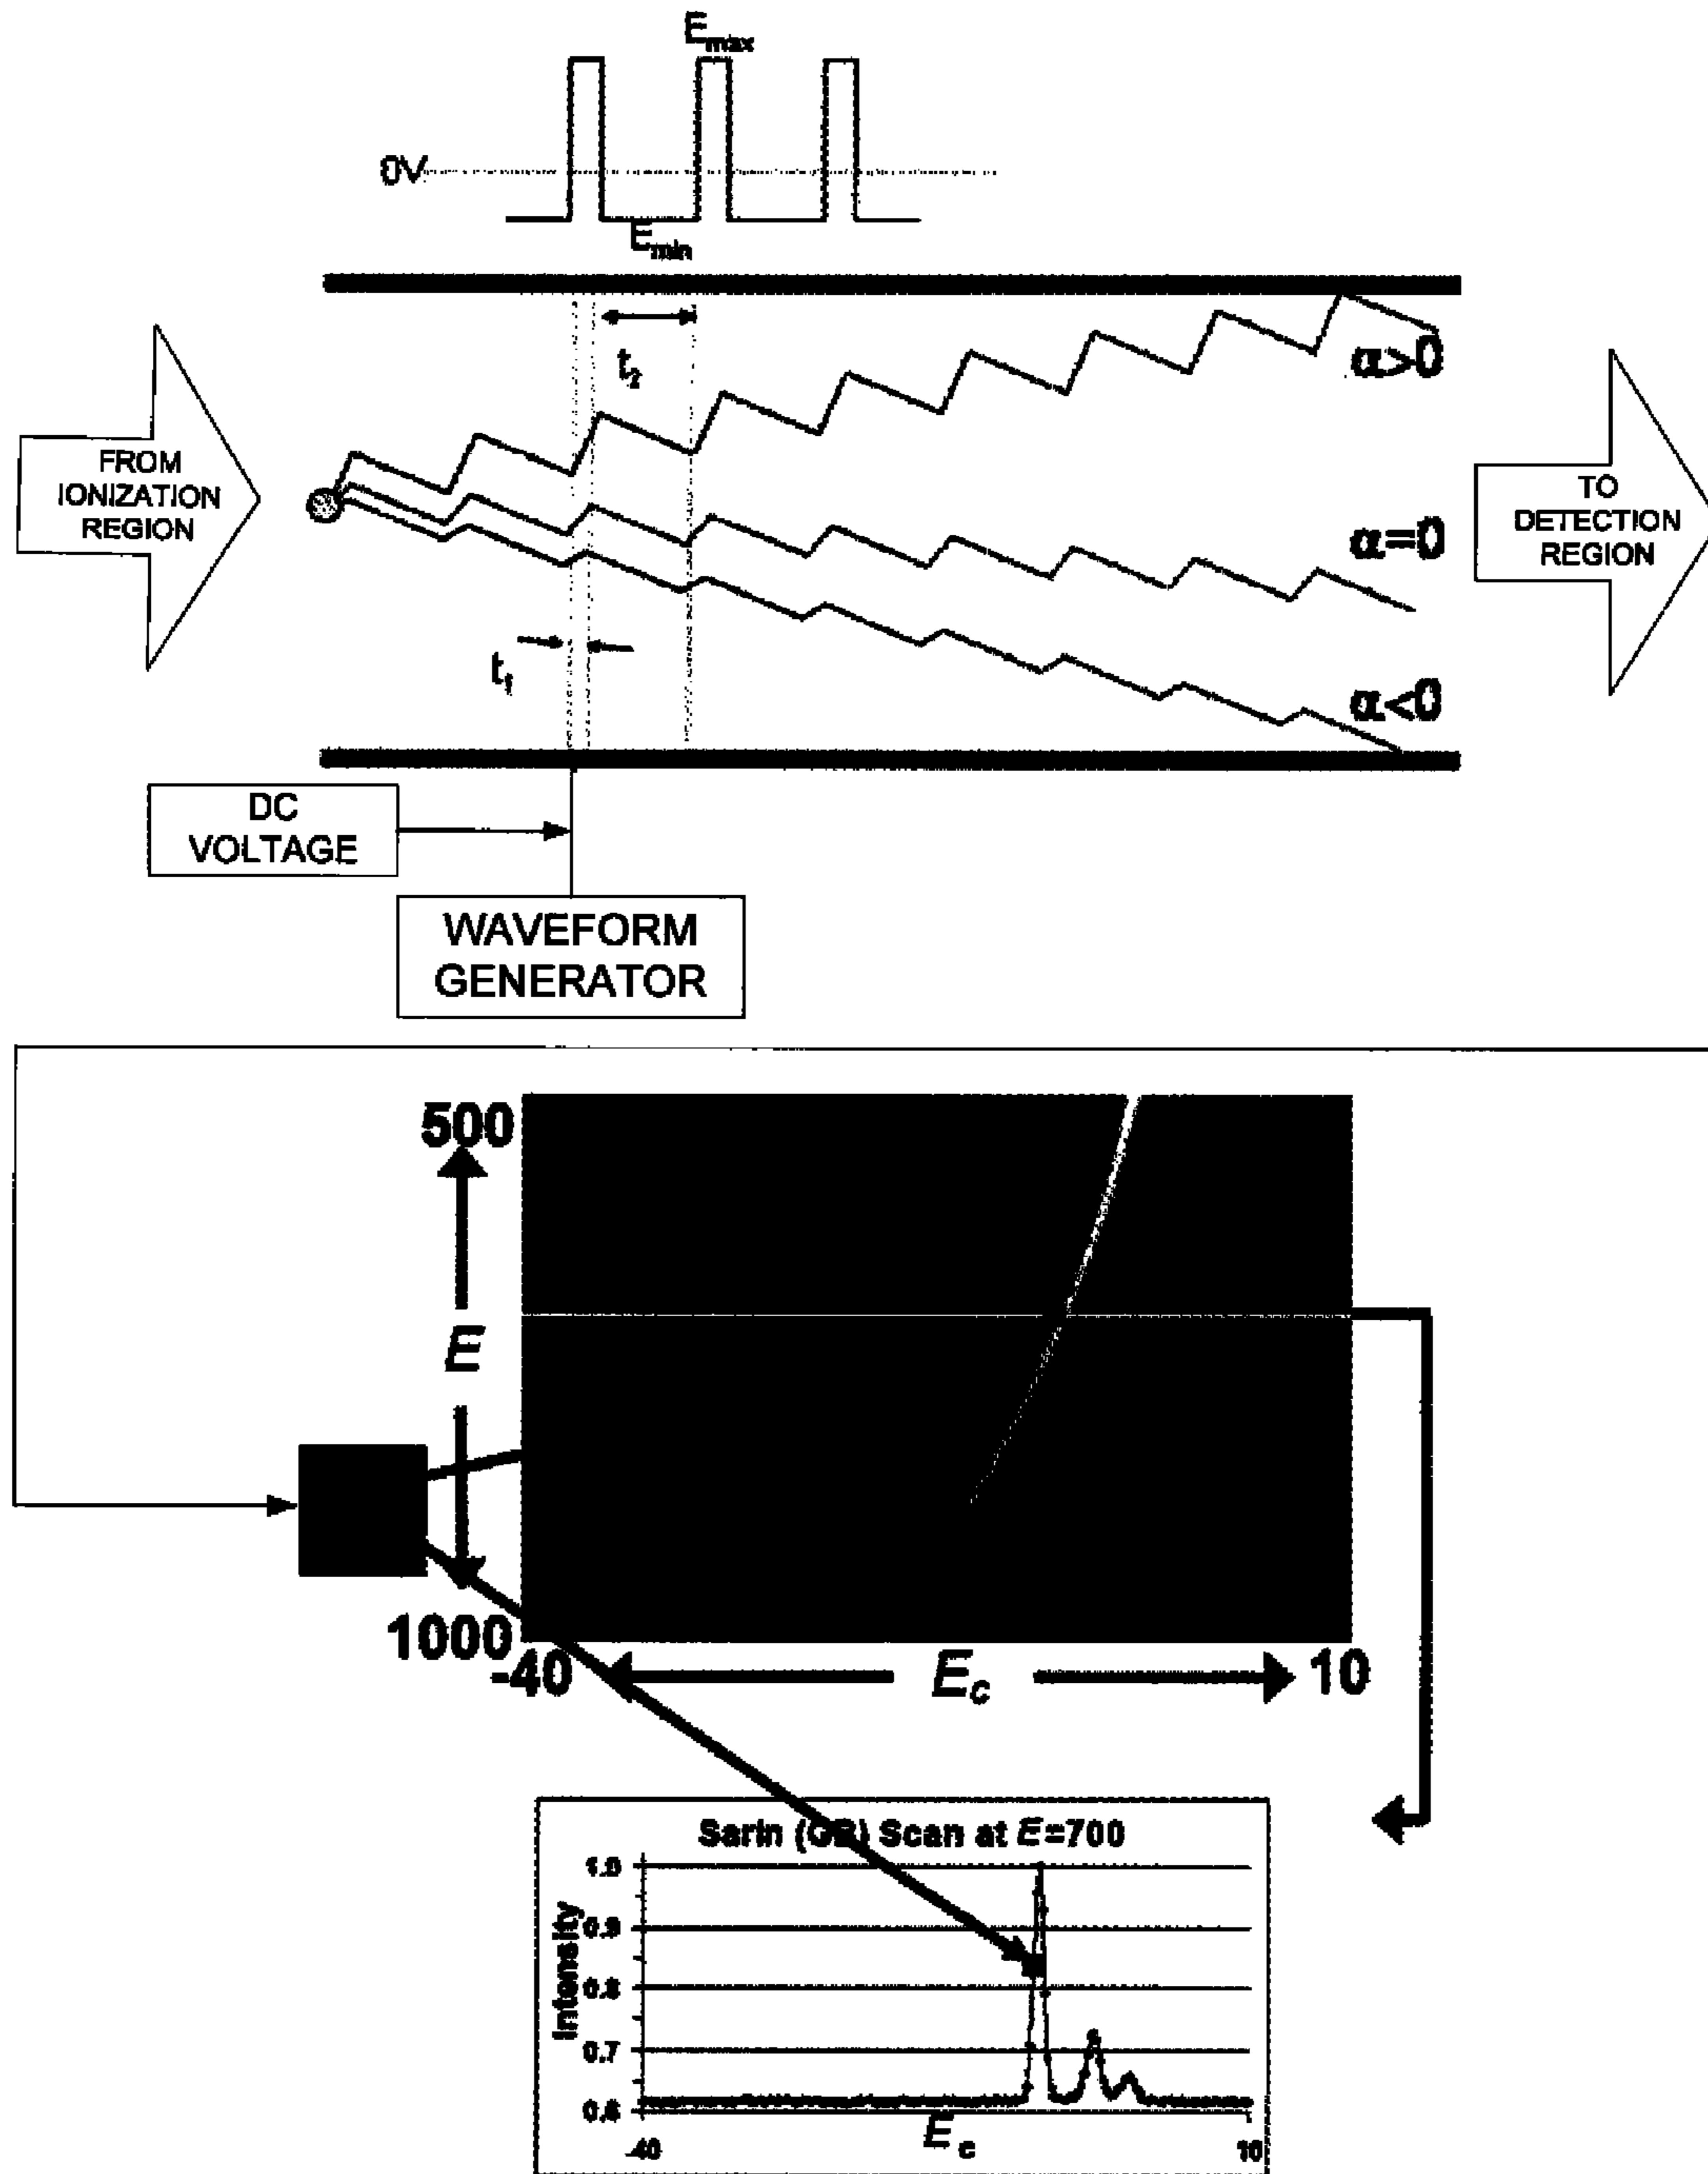 Emax
0V
Emin
t2
α>0
FROM
IONIZATION
REGION
TO
DETECTION
REGION
α=0
t1
α<0
DC
VOLTAGE
WAVEFORM
GENERATOR
500
E
1000
-40
Ec
10
Sarin (GB) Scan at E=700
1.0
0.9
0.8
0.7
0.6
Intensity
-40
Ec
10